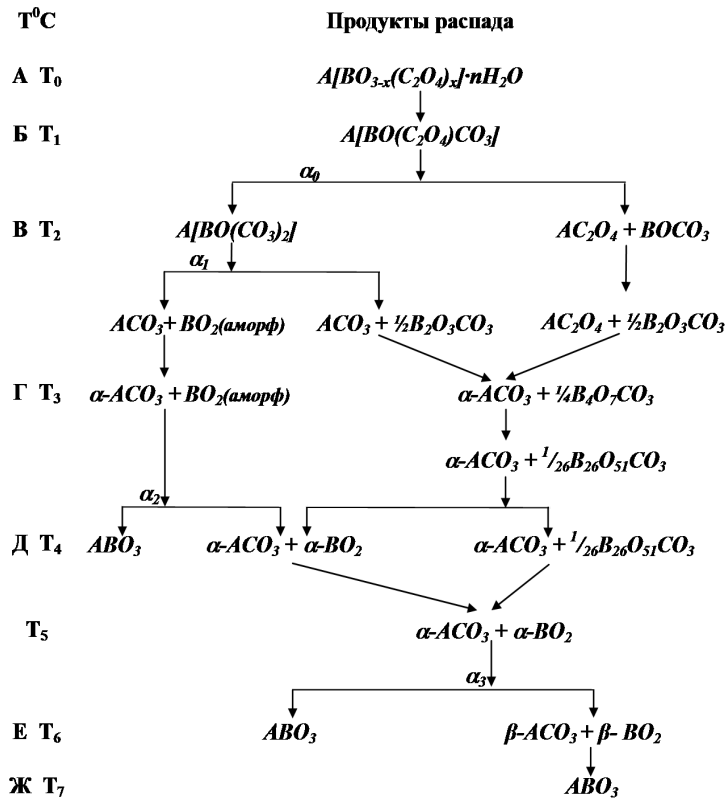 T⁰C Продукты распада
А T₀ A[BO₃₋ₓ(C₂O₄)ₓ]·nH₂O
Б T₁ A[BO(C₂O₄)CO₃]
α₀
В T₂ A[BO(CO₃)₂] AC₂O₄ + BOCO₃
α₁
ACO₃+ BO₂(аморф) ACO₃ + ½B₂O₃CO₃ AC₂O₄ + ½B₂O₃CO₃
Г T₃ α-ACO₃ + BO₂(аморф) α-ACO₃ + ¼B₄O₇CO₃
α-ACO₃ + ¹/₂₆B₂₆O₅₁CO₃
α₂
Д T₄ ABO₃ α-ACO₃ + α-BO₂ α-ACO₃ + ¹/₂₆B₂₆O₅₁CO₃
T₅ α-ACO₃ + α-BO₂
α₃
Е T₆ ABO₃ β-ACO₃ + β- BO₂
Ж T₇ ABO₃